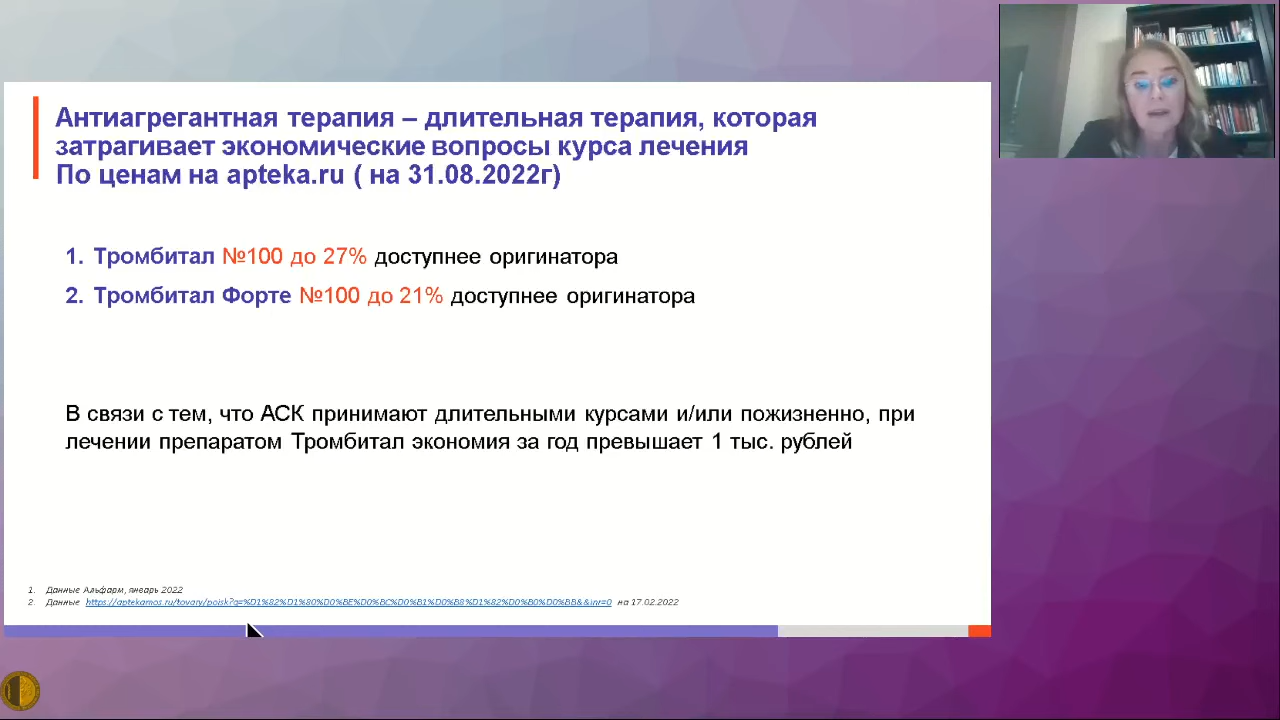 Антиагрегантная терапия – длительная терапия, которая
затрагивает экономические вопросы курса лечения
По ценам на apteka.ru ( на 31.08.2022г)
1. Тромбитал №100 до 27% доступнее оригинатора
2. Тромбитал Форте №100 до 21% доступнее оригинатора
В связи с тем, что АСК принимают длительными курсами и/или пожизненно, при
лечении препаратом Тромбитал экономия за год превышает 1 тыс. рублей
1. Данные Альфарм, январь 2022
2. Данные https://aptekamos.ru/tovary/poisk?q=%D1%82%D1%80%D0%BE%D0%BC%D0%B1%D0%B8%D1%82%D0%B0%D0%BB&&inr=0 на 17.02.2022